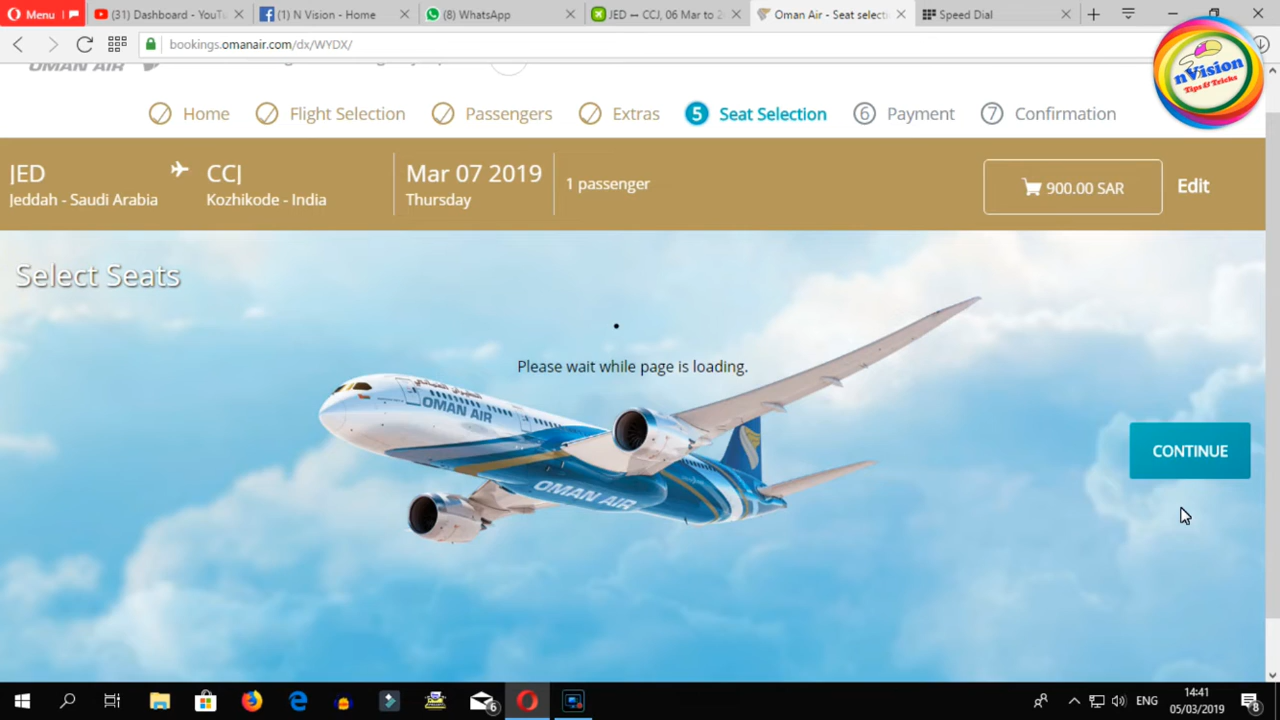 Menu
(31) Dashboard - YouTu
(1) N Vision - Home
(8) WhatsApp
JED — CCJ, 06 Mar to 2
Oman Air - Seat selecti
Speed Dial
bookings.omanair.com/dx/WYDX/
nVision
Tips & Tricks
OMAN AIR
Home
Flight Selection
Passengers
Extras
5 Seat Selection
6 Payment
7 Confirmation
JED
CCJ
Mar 07 2019
1 passenger
900.00 SAR
Edit
Jeddah - Saudi Arabia
Kozhikode - India
Thursday
Select Seats
Please wait while page is loading.
OMAN AIR
OMAN AIR
CONTINUE
6
ENG
14:41
05/03/2019
8